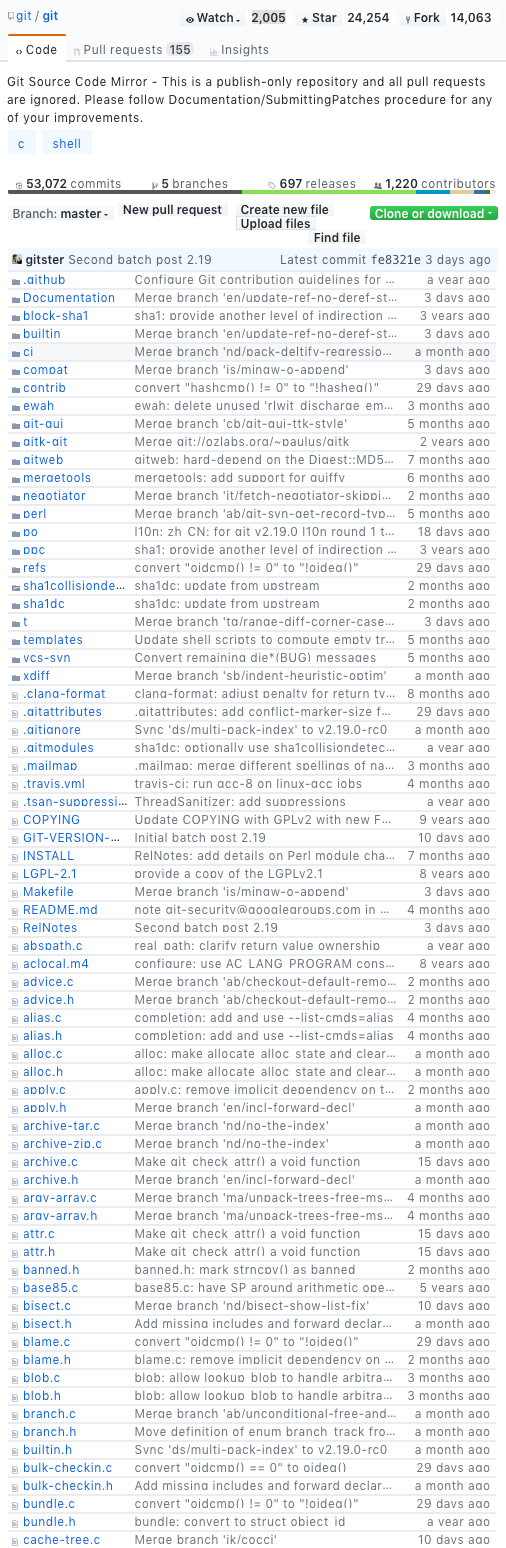 git / git
Watch 2,005 Star 24,254 Fork 14,063
Code Pull requests 155 Insights
Git Source Code Mirror - This is a publish-only repository and all pull requests
are ignored. Please follow Documentation/SubmittingPatches procedure for any
of your improvements.
c shell
53,072 commits 5 branches 697 releases 1,220 contributors
Branch: master New pull request Create new file Clone or download
Upload files
Find file
gitster Second batch post 2.19 Latest commit fe8321e 3 days ago
.github Configure Git contribution guidelines for ... a year ago
Documentation Merge branch 'en/update-ref-no-deref-st... 3 days ago
block-sha1 sha1: provide another level of indirection ... 3 years ago
builtin Merge branch 'en/update-ref-no-deref-st... 3 days ago
ci Merge branch 'nd/pack-deltify-regressio... a month ago
compat Merge branch 'js/mingw-o-append' 3 days ago
contrib convert "hashcmp() != 0" to "!hasheq()" 29 days ago
ewah ewah: delete unused 'rlwit_discharge_em... 3 months ago
git-gui Merge branch 'cb/git-gui-ttk-style' 5 months ago
gitk-git Merge git://ozlabs.org/~paulus/gitk 2 years ago
gitweb gitweb: hard-depend on the Digest::MD5... 7 months ago
mergetools mergetools: add support for guiffy 6 months ago
negotiator Merge branch 'jt/fetch-negotiator-skippi... 2 months ago
perl Merge branch 'ab/git-svn-get-record-typ... 5 months ago
po l10n: zh_CN: for git v2.19.0 l10n round 1 t... 18 days ago
ppc sha1: provide another level of indirection ... 3 years ago
refs convert "oidcmp() != 0" to "!oideq()" 29 days ago
sha1collisionde... sha1dc: update from upstream 2 months ago
sha1dc sha1dc: update from upstream 2 months ago
t Merge branch 'tg/range-diff-corner-case... 3 days ago
templates Update shell scripts to compute empty tr... 5 months ago
vcs-svn Convert remaining die*(BUG) messages 5 months ago
xdiff Merge branch 'sb/indent-heuristic-optim' a month ago
.clang-format clang-format: adjust penalty for return ty... 8 months ago
.gitattributes .gitattributes: add conflict-marker-size f... 29 days ago
.gitignore Sync 'ds/multi-pack-index' to v2.19.0-rc0 a month ago
.gitmodules sha1dc: optionally use sha1collisiondetec... a year ago
.mailmap .mailmap: merge different spellings of na... 3 months ago
.travis.yml travis-ci: run gcc-8 on linux-gcc jobs 4 months ago
.tsan-suppressi... ThreadSanitizer: add suppressions a year ago
COPYING Update COPYING with GPLv2 with new F... 9 years ago
GIT-VERSION-... Initial batch post 2.19 10 days ago
INSTALL RelNotes: add details on Perl module cha... 7 months ago
LGPL-2.1 provide a copy of the LGPLv2.1 8 years ago
Makefile Merge branch 'js/mingw-o-append' 3 days ago
README.md note git-security@googlegroups.com in ... 4 months ago
RelNotes Second batch post 2.19 3 days ago
abspath.c real_path: clarify return value ownership a year ago
aclocal.m4 configure: use AC_LANG_PROGRAM cons... 8 years ago
advice.c Merge branch 'ab/checkout-default-remo... 2 months ago
advice.h Merge branch 'ab/checkout-default-remo... 2 months ago
alias.c completion: add and use --list-cmds=alias 4 months ago
alias.h completion: add and use --list-cmds=alias 4 months ago
alloc.c alloc: make allocate_alloc_state and clear... a month ago
alloc.h alloc: make allocate_alloc_state and clear... a month ago
apply.c apply.c: remove implicit dependency on t... 2 months ago
apply.h Merge branch 'en/incl-forward-decl' a month ago
archive-tar.c Merge branch 'nd/no-the-index' a month ago
archive-zip.c Merge branch 'nd/no-the-index' a month ago
archive.c Make git_check_attr() a void function 15 days ago
archive.h Merge branch 'en/incl-forward-decl' a month ago
argv-array.c Merge branch 'ma/unpack-trees-free-ms... 4 months ago
argv-array.h Merge branch 'ma/unpack-trees-free-ms... 4 months ago
attr.c Make git_check_attr() a void function 15 days ago
attr.h Make git_check_attr() a void function 15 days ago
banned.h banned.h: mark strncpy() as banned 2 months ago
base85.c base85.c: have SP around arithmetic ope... 5 years ago
bisect.c Merge branch 'nd/bisect-show-list-fix' 10 days ago
bisect.h Add missing includes and forward declar... a month ago
blame.c convert "oidcmp() != 0" to "!oideq()" 29 days ago
blame.h blame.c: remove implicit dependency on ... 2 months ago
blob.c blob: allow lookup_blob to handle arbitra... 3 months ago
blob.h blob: allow lookup_blob to handle arbitra... 3 months ago
branch.c Merge branch 'ab/unconditional-free-and... a month ago
branch.h Move definition of enum branch_track fro... a month ago
builtin.h Sync 'ds/multi-pack-index' to v2.19.0-rc0 a month ago
bulk-checkin.c convert "oidcmp() == 0" to oideq() 29 days ago
bulk-checkin.h Add missing includes and forward declar... a month ago
bundle.c convert "oidcmp() != 0" to "!oideq()" 29 days ago
bundle.h bundle: convert to struct object_id a year ago
cache-tree.c Merge branch 'jk/cocci' 10 days ago